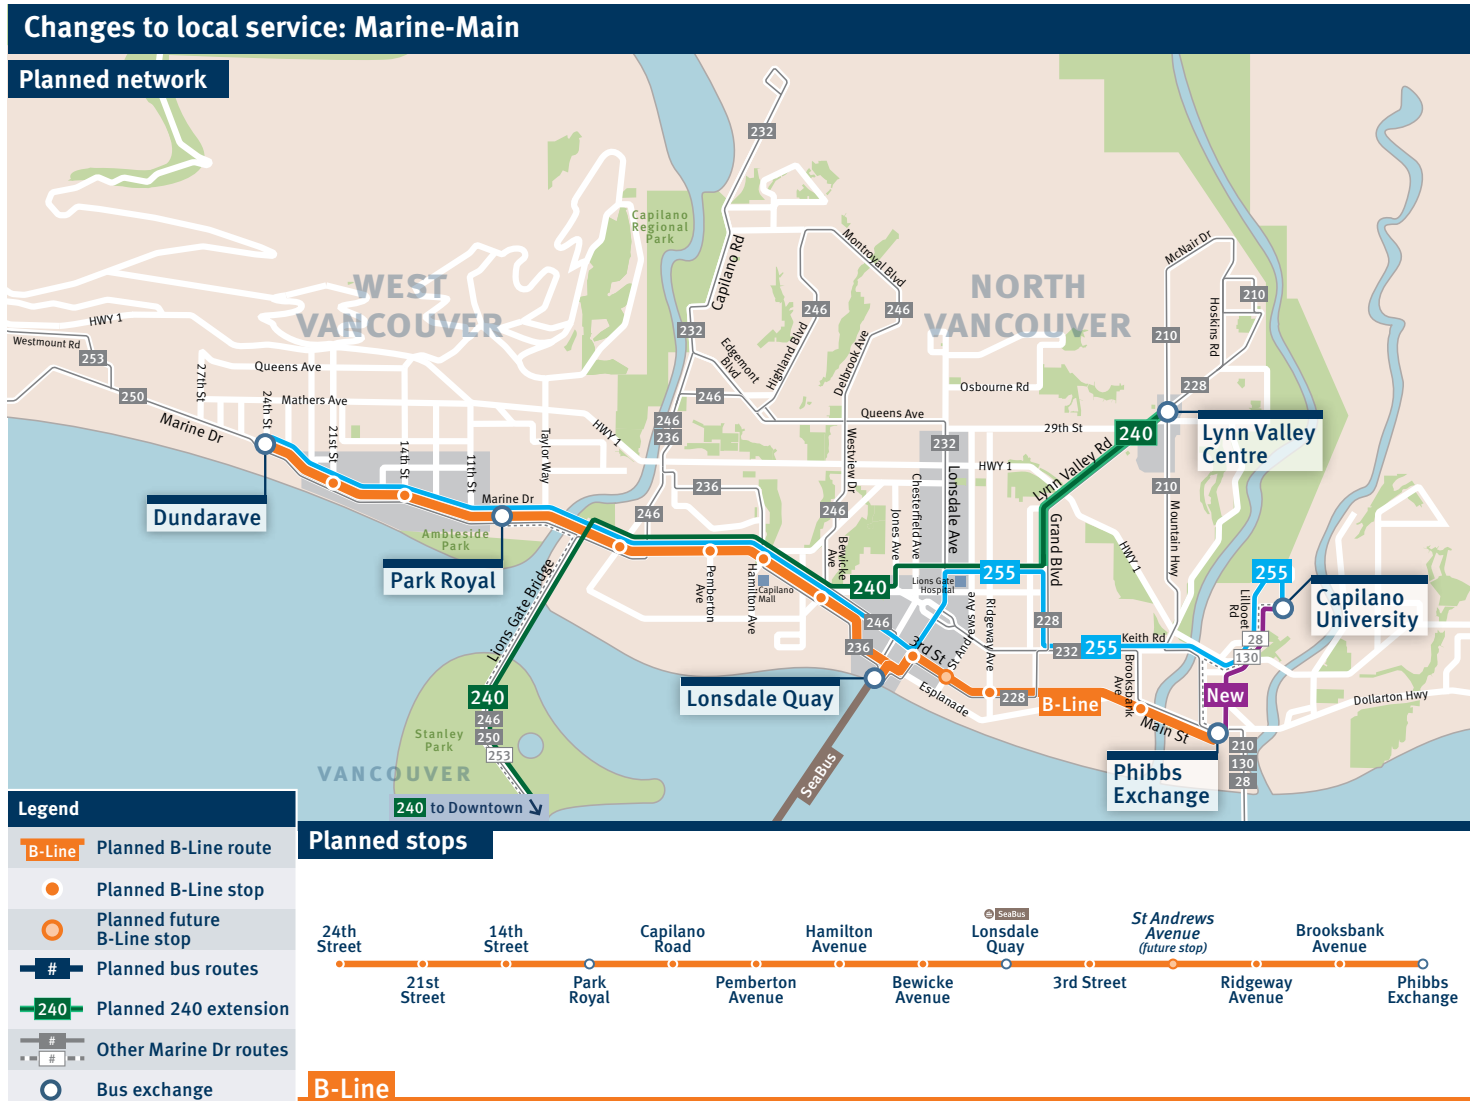 Changes to local service: Marine-Main
Planned network
232
Capilano
Regional
Park
Capilano Rd
Montroyal Blvd
McNair Dr
WEST
VANCOUVER
NORTH
VANCOUVER
HWY 1
Westmount Rd
253
250
27th St
Queens Ave
24th St
Mathers Ave
Marine Dr
21st St
14th St
11th St
Taylor Way
HWY 1
Marine Dr
232
Edgemont
Blvd
Highland Blvd
246
246
Delbrook Ave
246
246
236
Queens Ave
Osbourne Rd
Hoskins Rd
210
210
228
29th St
240
Lynn Valley
Centre
232
Lynn Valley Rd
HWY 1
Westview Dr
Lonsdale Ave
Chesterfield Ave
Jones Ave
Grand Blvd
210
Mountain Hwy
HWY 1
236
246
246
Bewicke
Ave
Dundarave
Ambleside
Park
Park Royal
Lions Gate Bridge
Pemberton
Ave
Hamilton Ave
Capilano
Mall
240
Lions Gate
Hospital
255
St Andrews Ave
Ridgeway Ave
228
255
Capilano
University
Lillooet
Rd
28
130
246
236
3rd St
232
255
Keith Rd
Brooksbank
Ave
New
Lonsdale Quay
Esplanade
228
B-Line
Main St
Dollarton Hwy
240
246
250
253
Stanley
Park
VANCOUVER
240 to Downtown
SeaBus
Phibbs
Exchange
210
130
28
Legend
B-Line Planned B-Line route
Planned B-Line stop
Planned future
B-Line stop
# Planned bus routes
240 Planned 240 extension
#
# Other Marine Dr routes
Bus exchange
Planned stops
24th
Street
21st
Street
14th
Street
Park
Royal
Capilano
Road
Pemberton
Avenue
Hamilton
Avenue
Bewicke
Avenue
SeaBus
Lonsdale
Quay
3rd Street
St Andrews
Avenue
(future stop)
Ridgeway
Avenue
Brooksbank
Avenue
Phibbs
Exchange
B-Line